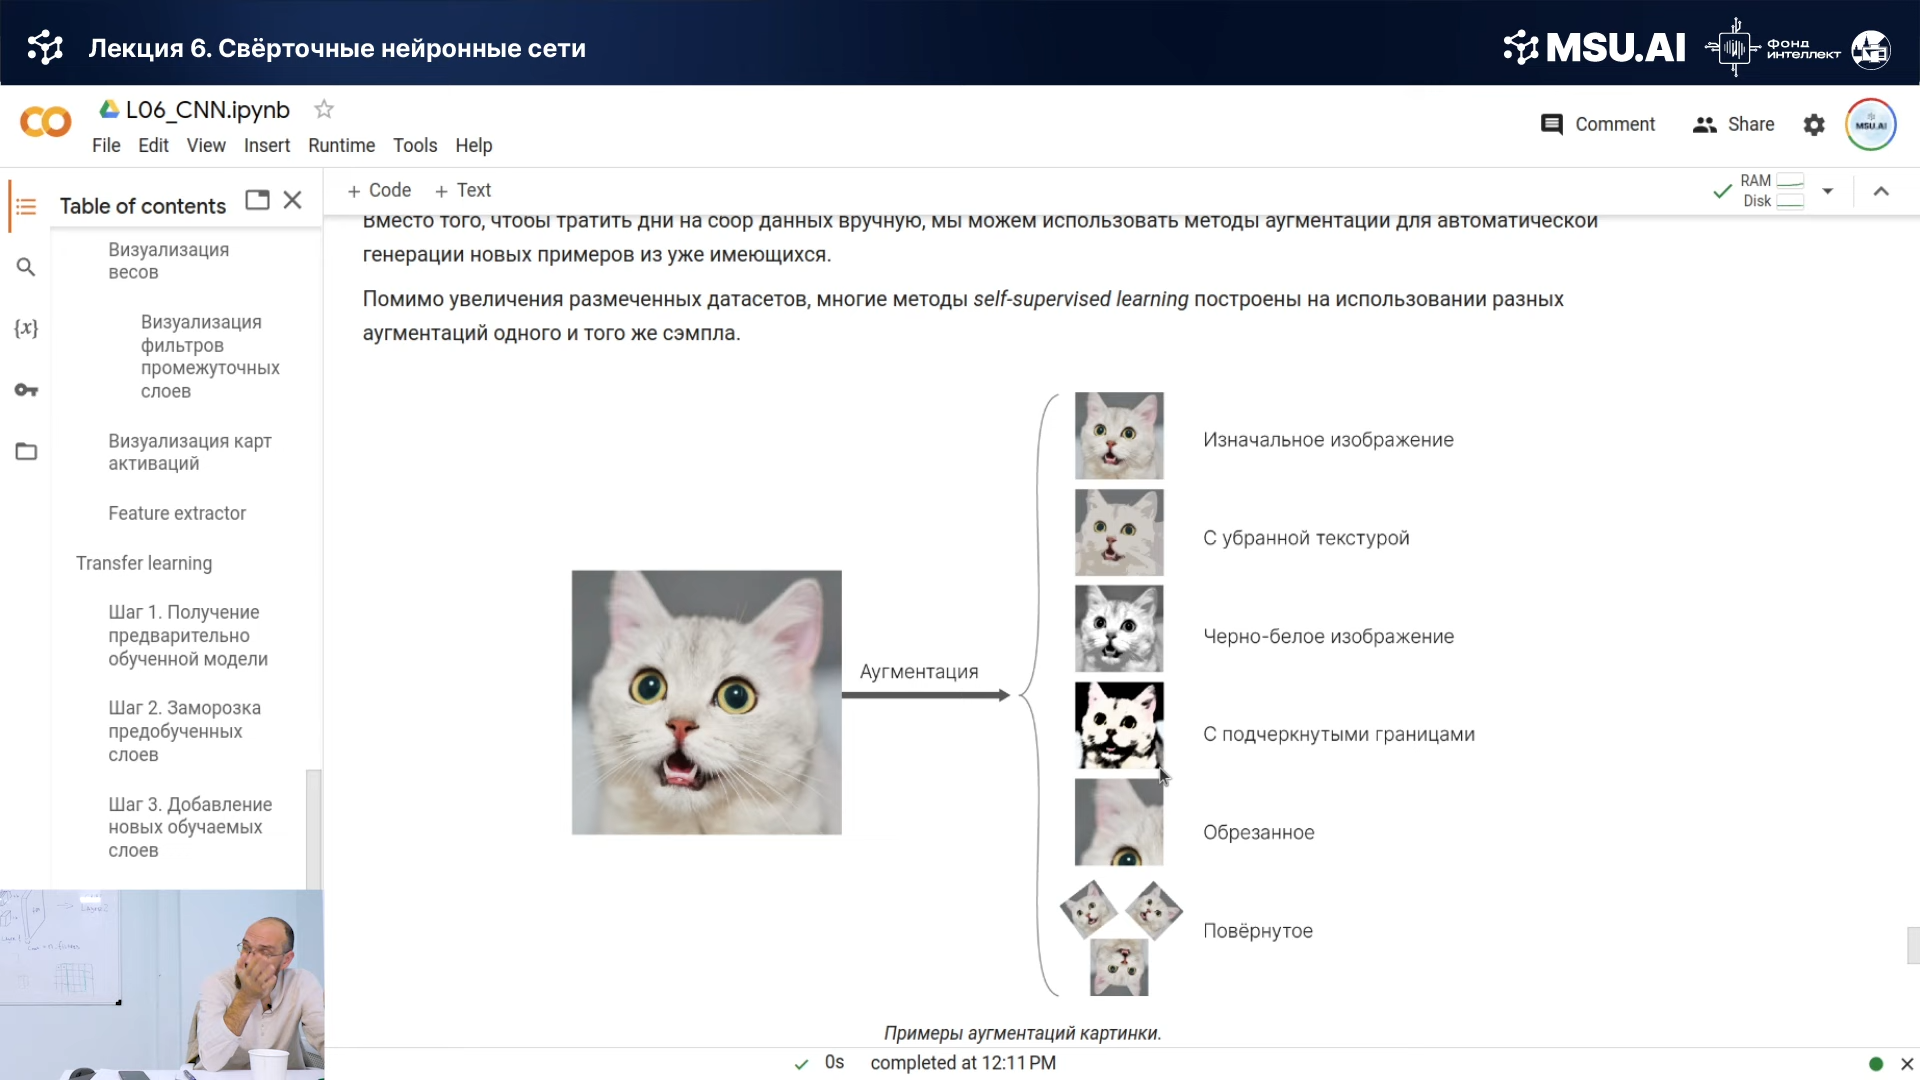 Лекция 6. Свёрточные нейронные сети
MSU.AI
ФОНД
ИНТЕЛЛЕКТ
L06_CNN.ipynb
File Edit View Insert Runtime Tools Help
Comment
Share
MSU.AI
Table of contents
+ Code + Text
RAM
Disk
Визуализация
весов
Визуализация
фильтров
промежуточных
слоев
Визуализация карт
активаций
Feature extractor
Transfer learning
Шаг 1. Получение
предварительно
обученной модели
Шаг 2. Заморозка
предобученных
слоев
Шаг 3. Добавление
новых обучаемых
слоев
{x}
Вместо того, чтобы тратить дни на сбор данных вручную, мы можем использовать методы аугментации для автоматической
генерации новых примеров из уже имеющихся.
Помимо увеличения размеченных датасетов, многие методы self-supervised learning построены на использовании разных
аугментаций одного и того же сэмпла.
Аугментация
Изначальное изображение
С убранной текстурой
Черно-белое изображение
С подчеркнутыми границами
Обрезанное
Повёрнутое
Примеры аугментаций картинки.
0s completed at 12:11 PM